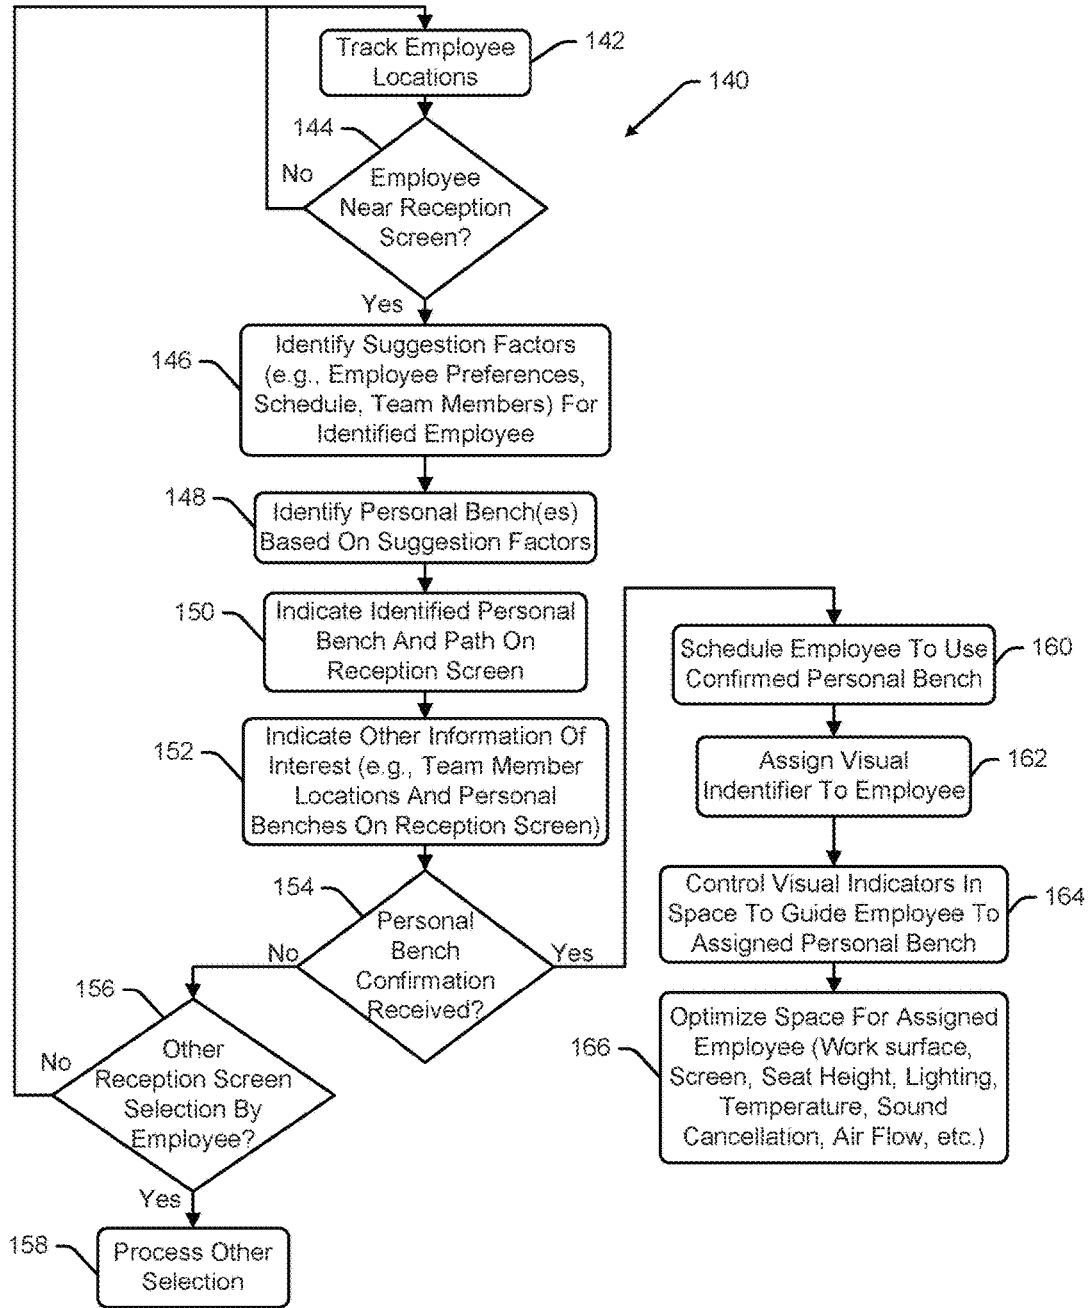 Track Employee
Locations
142
140
144
No
Employee
Near Reception
Screen?
Yes
146
Identify Suggestion Factors
(e.g., Employee Preferences,
Schedule, Team Members) For
Identified Employee
148
Identify Personal Bench(es)
Based On Suggestion Factors
150
Indicate Identified Personal
Bench And Path On
Reception Screen
152
Indicate Other Information Of
Interest (e.g., Team Member
Locations And Personal
Benches On Reception Screen)
154
Personal
Bench
Confirmation
Received?
No
Yes
156
No
Other
Reception Screen
Selection By
Employee?
Yes
158
Process Other
Selection
Schedule Employee To Use
Confirmed Personal Bench
160
Assign Visual
Indentifier To Employee
162
Control Visual Indicators In
Space To Guide Employee To
Assigned Personal Bench
164
166
Optimize Space For Assigned
Employee (Work surface,
Screen, Seat Height, Lighting,
Temperature, Sound
Cancellation, Air Flow, etc.)